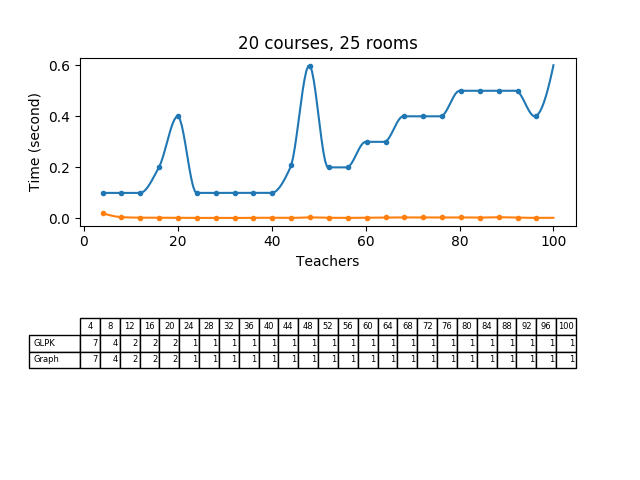 20 courses, 25 rooms
Time (second)
0.6
0.4
0.2
0.0
0 20 40 60 80 100
Teachers
4 8 12 16 20 24 28 32 36 40 44 48 52 56 60 64 68 72 76 80 84 88 92 96 100
GLPK 7 4 2 2 2 1 1 1 1 1 1 1 1 1 1 1 1 1 1 1 1 1 1 1 1
Graph 7 4 2 2 2 1 1 1 1 1 1 1 1 1 1 1 1 1 1 1 1 1 1 1 1